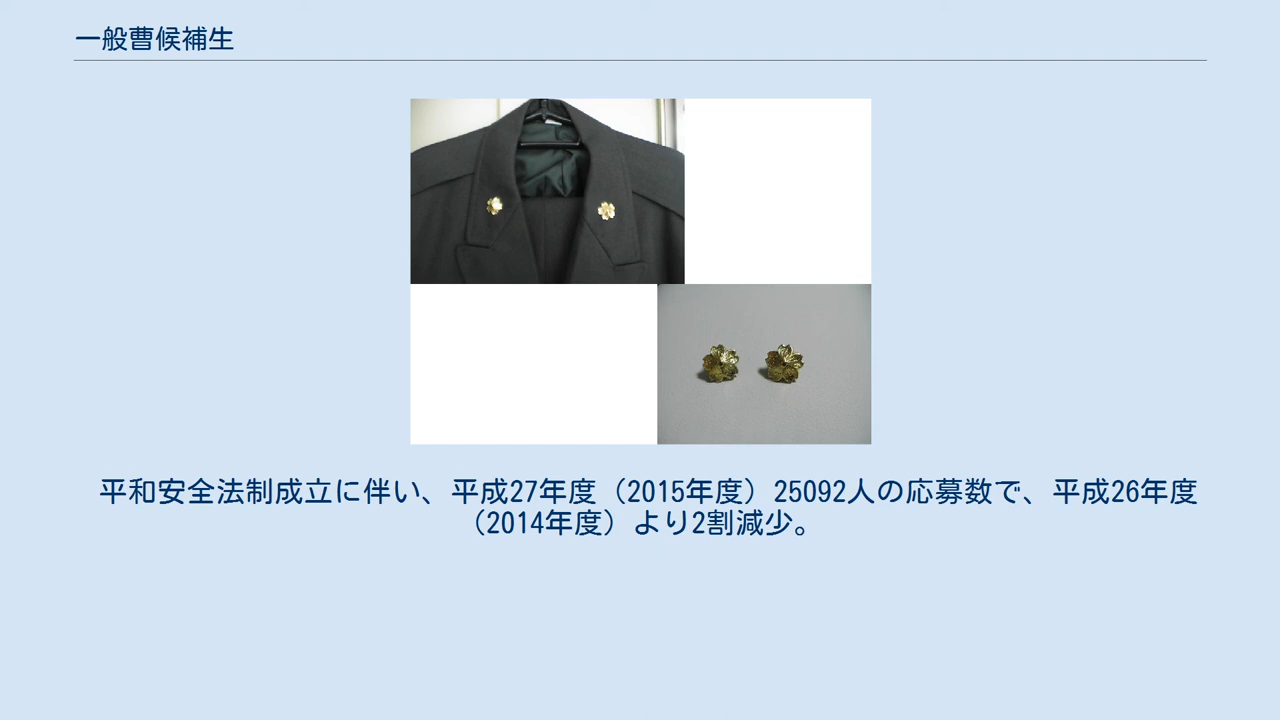 一般曹候補生
平和安全法制成立に伴い、平成27年度（2015年度）25092人の応募数で、平成26年度
（2014年度）より2割減少。